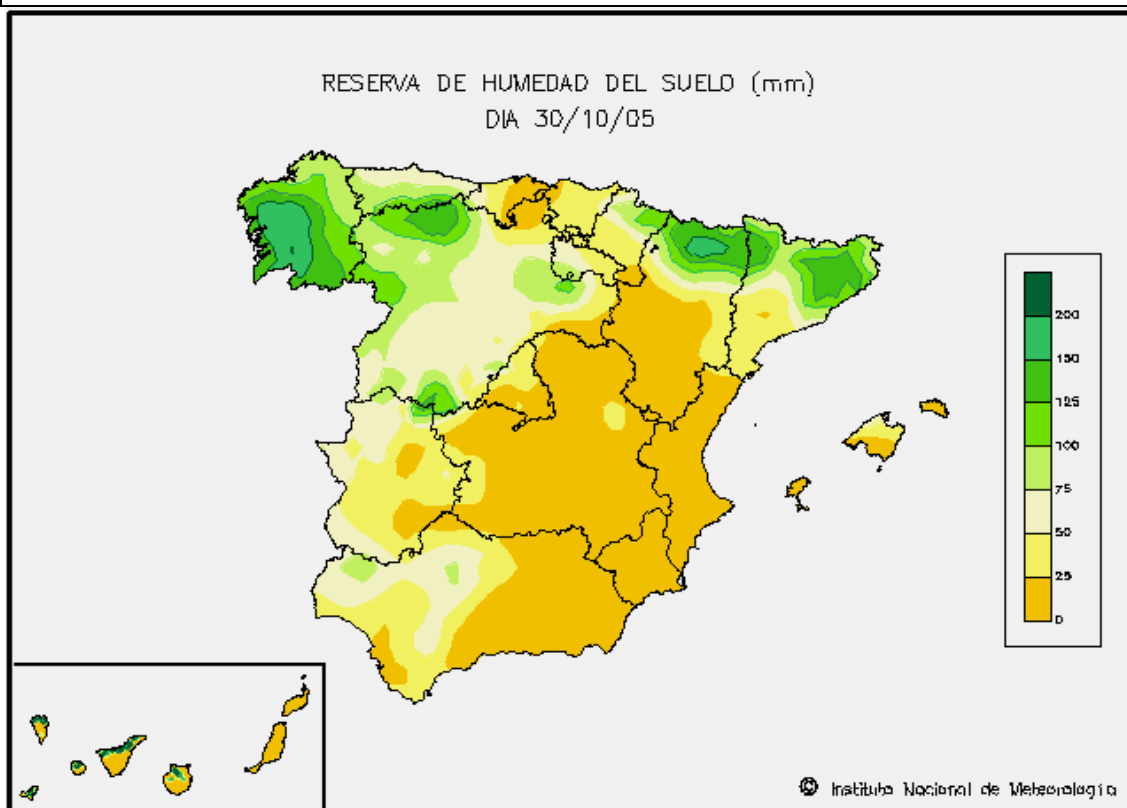 RESERVA DE HUMEDAD DEL SUELO (mm)
DIA 30/10/05
200
150
125
100
75
50
25
0
© Instituto Nacional de Meteorología